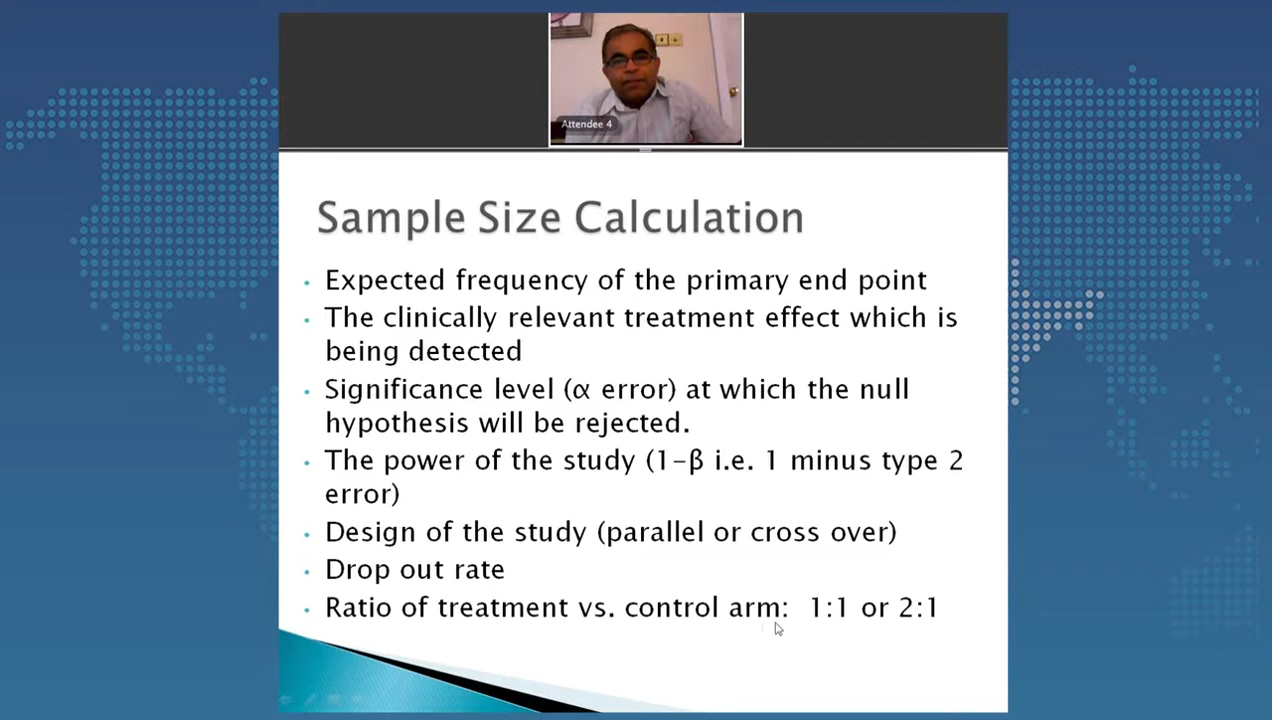 Attendee 4
Sample Size Calculation
• Expected frequency of the primary end point
• The clinically relevant treatment effect which is
being detected
• Significance level (α error) at which the null
hypothesis will be rejected.
• The power of the study (1-β i.e. 1 minus type 2
error)
• Design of the study (parallel or cross over)
• Drop out rate
• Ratio of treatment vs. control arm: 1:1 or 2:1